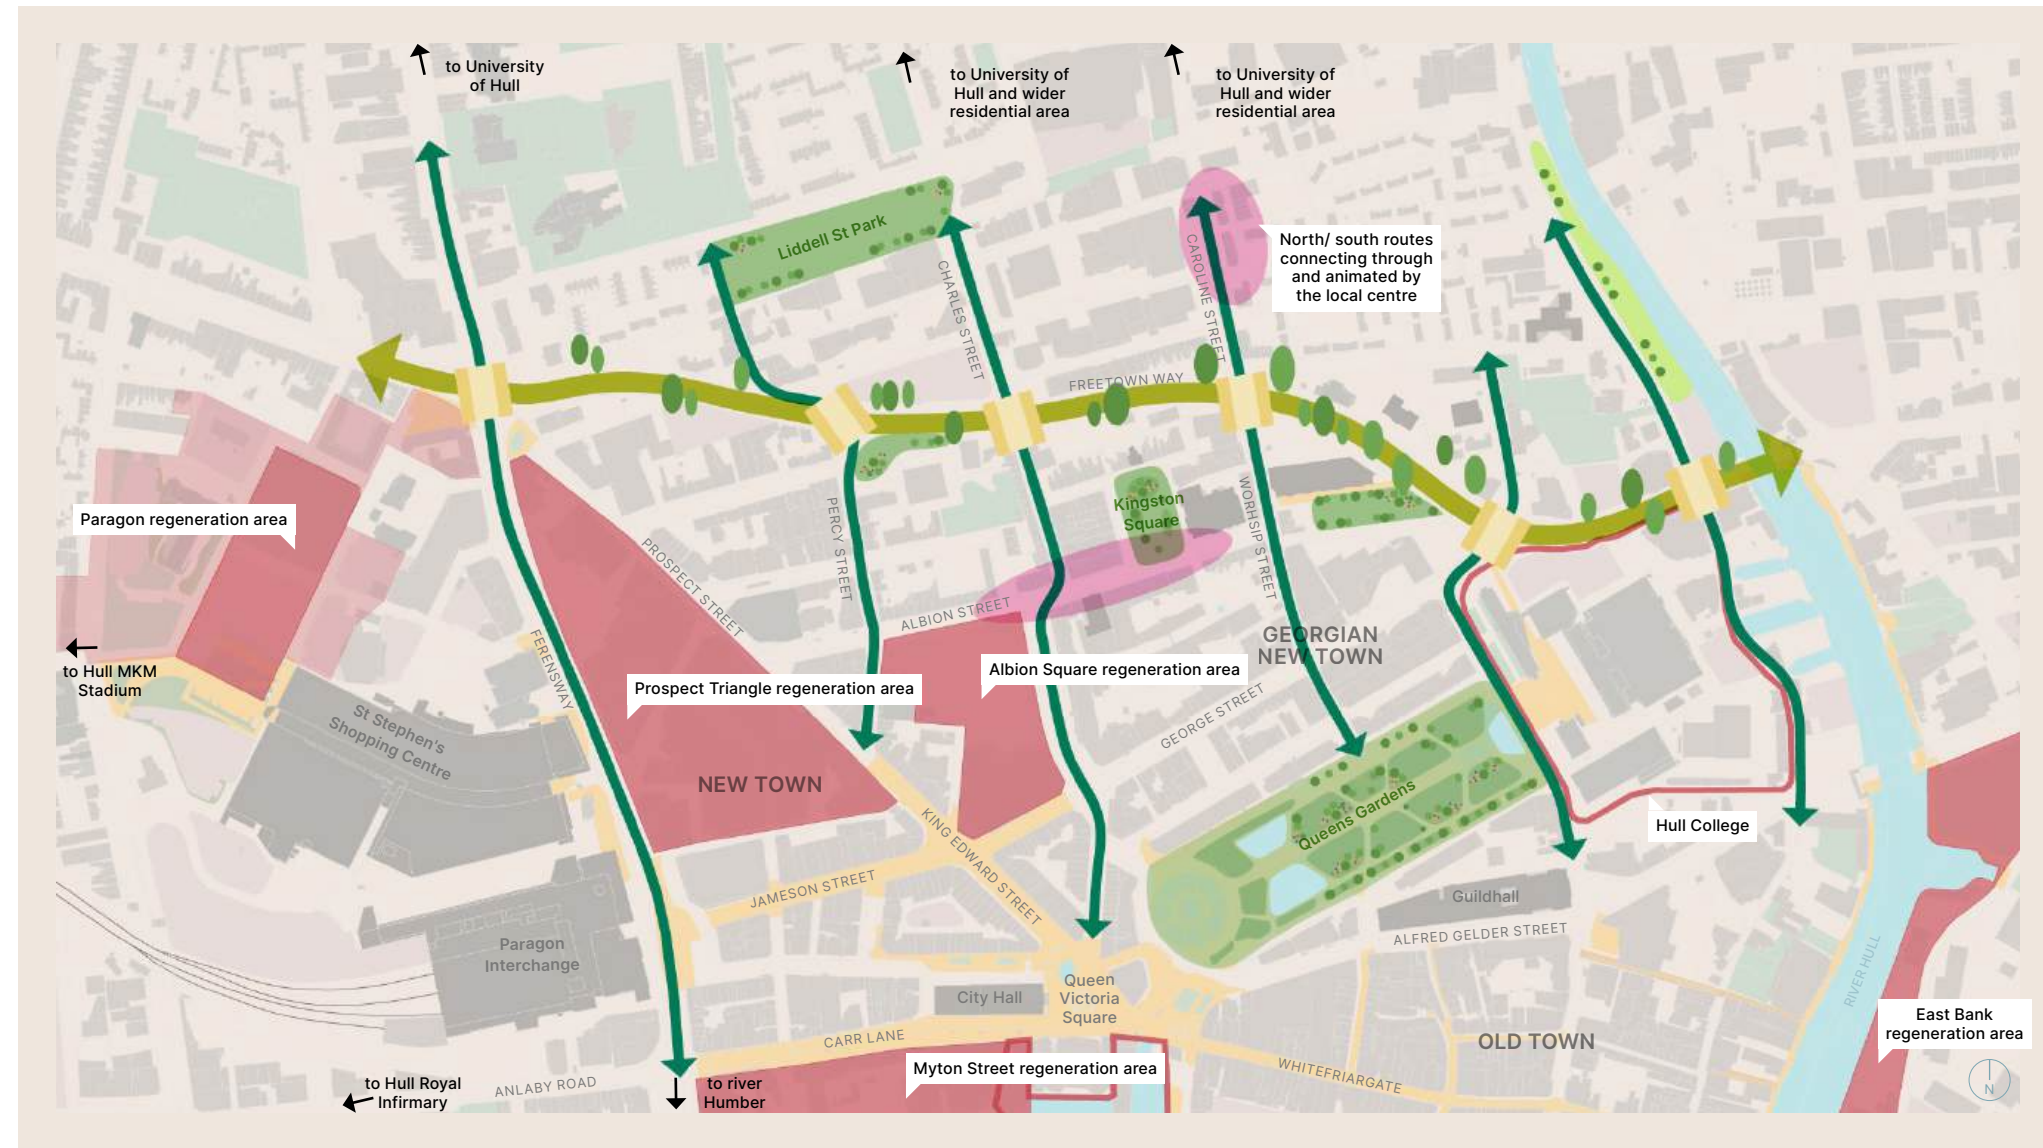 to University
of Hull
to University of
Hull and wider
residential area
to University of
Hull and wider
residential area
Liddell St Park
CHARLES STREET
CAROLINE STREET
North/ south routes
connecting through
and animated by
the local centre
FREETOWN WAY
Paragon regeneration area
PROSPECT STREET
PERCY STREET
Kingston
Square
WORHSIP STREET
ALBION STREET
GEORGIAN
NEW TOWN
to Hull MKM
Stadium
FERENSWAY
Prospect Triangle regeneration area
Albion Square regeneration area
GEORGE STREET
St Stephen's
Shopping Centre
NEW TOWN
Queens Gardens
Hull College
KING EDWARD STREET
JAMESON STREET
Guildhall
ALFRED GELDER STREET
Paragon
Interchange
City Hall
Queen
Victoria
Square
RIVER HULL
East Bank
regeneration area
OLD TOWN
CARR LANE
Myton Street regeneration area
WHITEFRIARGATE
to Hull Royal
Infirmary
ANLABY ROAD
to river
Humber
N